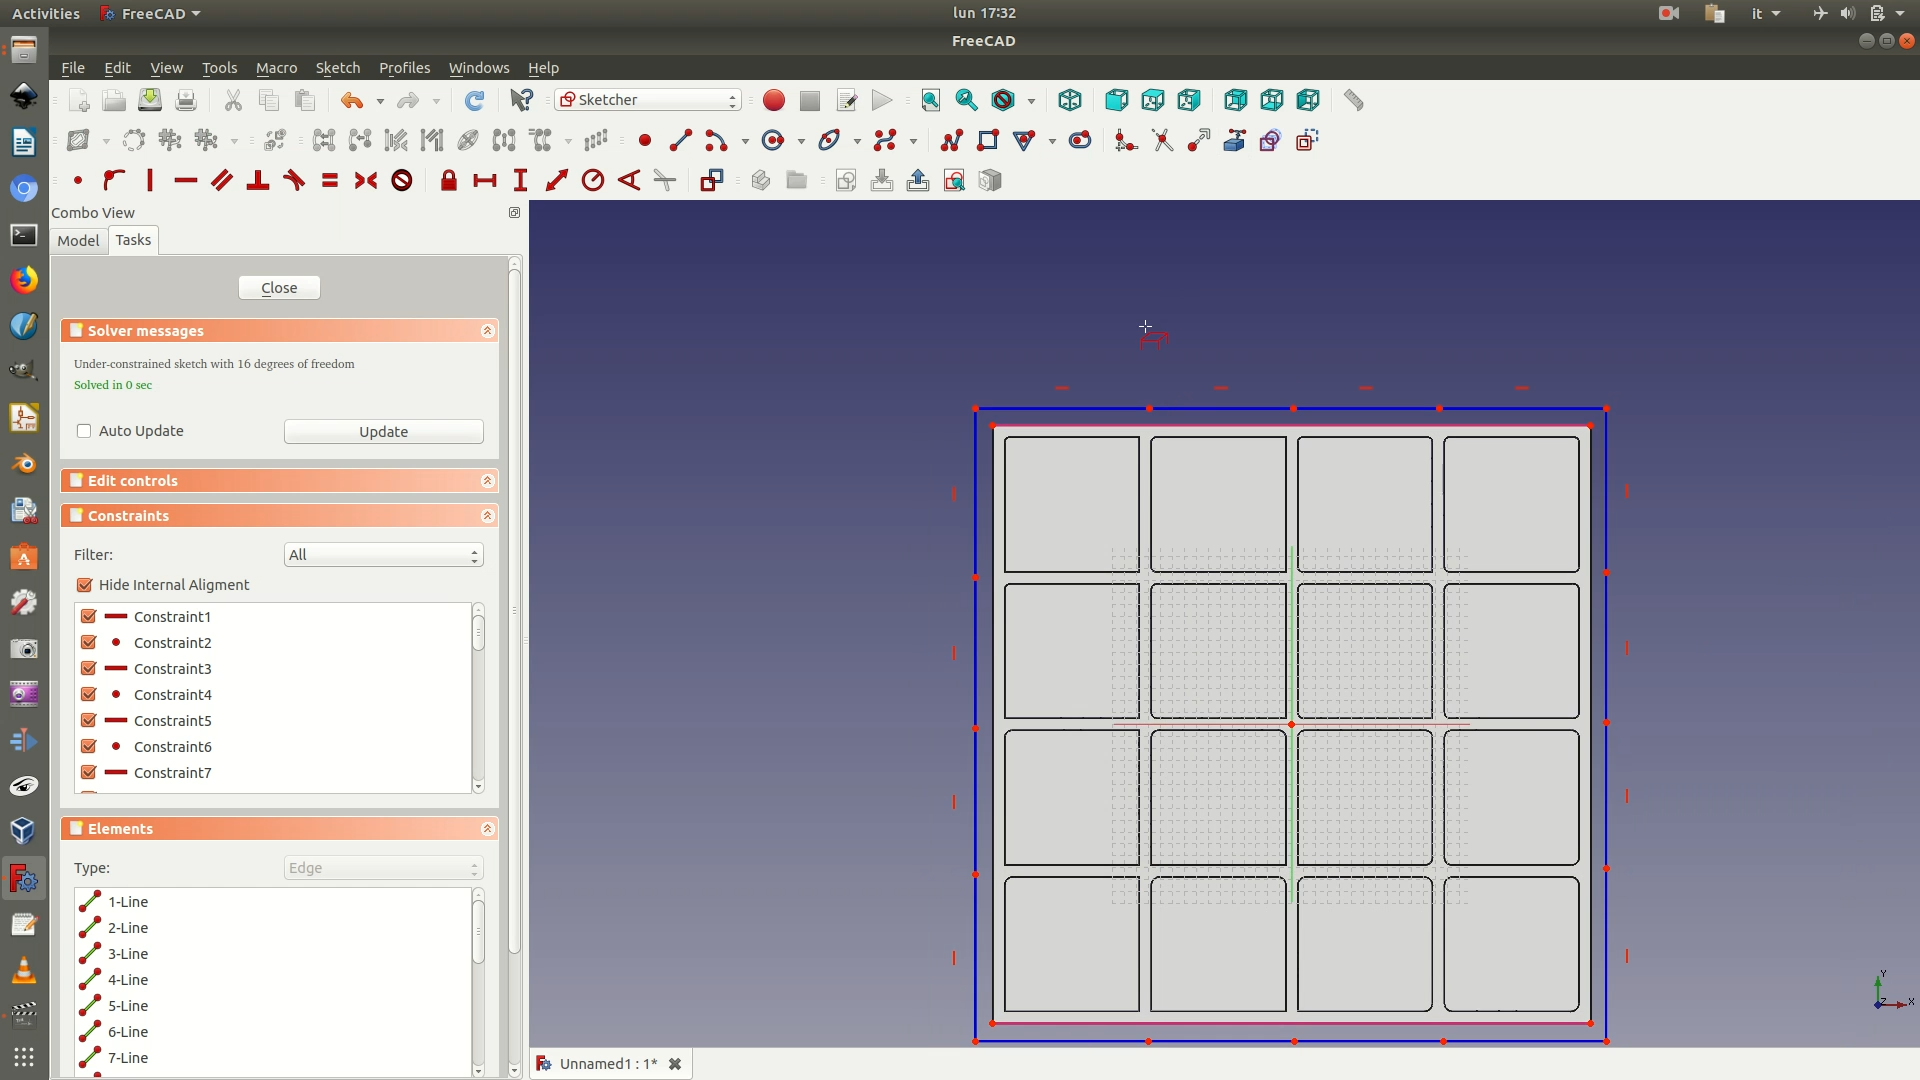 Activities
FreeCAD
lun 17:32
it
FreeCAD
File Edit View Tools Macro Sketch Profiles Windows Help
Sketcher
Combo View
Model
Tasks
Close
Solver messages
Under-constrained sketch with 16 degrees of freedom
Solved in 0 sec
Auto Update
Update
Edit controls
Constraints
Filter:
All
Hide Internal Aligment
Constraint1
Constraint2
Constraint3
Constraint4
Constraint5
Constraint6
Constraint7
Elements
Type:
Edge
1-Line
2-Line
3-Line
4-Line
5-Line
6-Line
7-Line
Y
Z
X
Unnamed1 : 1*